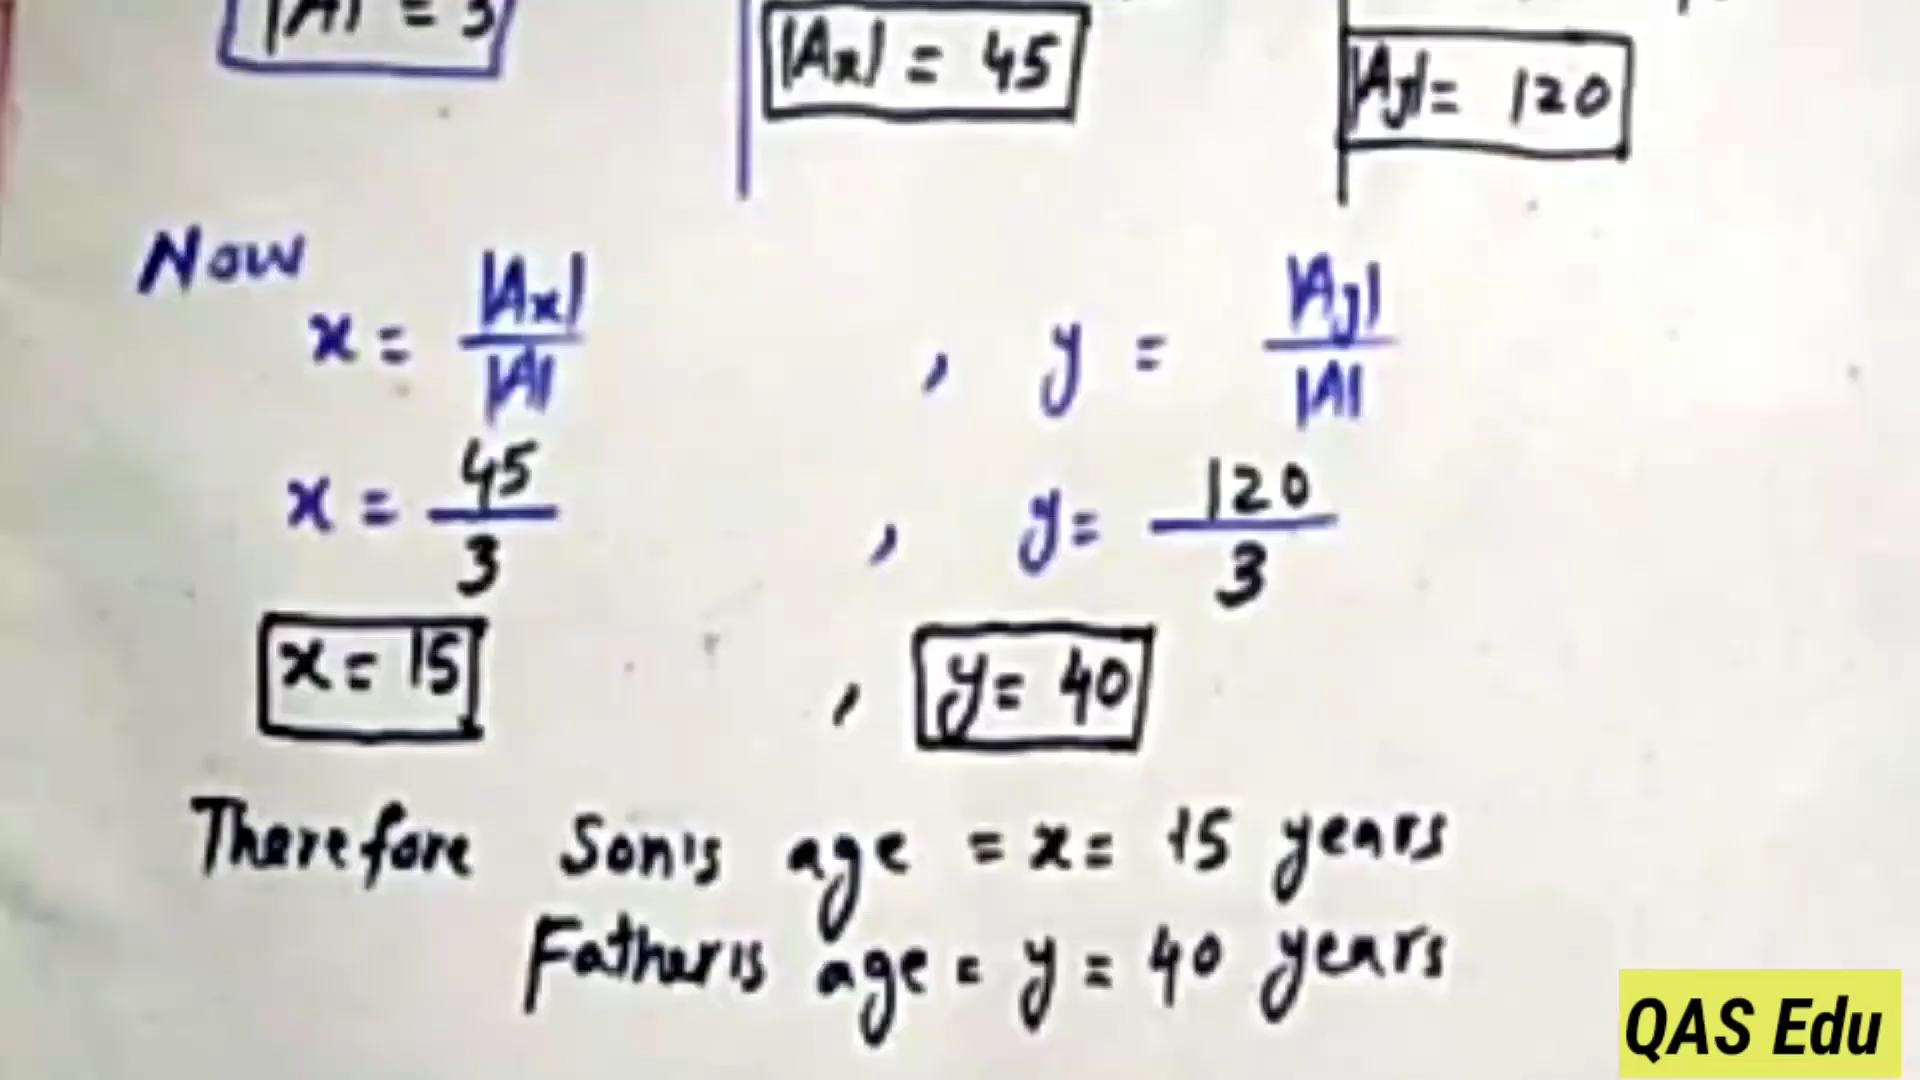 |A| = 3
|Ax| = 45
|Ay| = 120
Now
x = |Ax| / |A| , y = |Ay| / |A|
x = 45 / 3 , y = 120 / 3
x = 15 , y = 40
Therefore Son's age = x = 15 years
Father's age = y = 40 years
QAS Edu